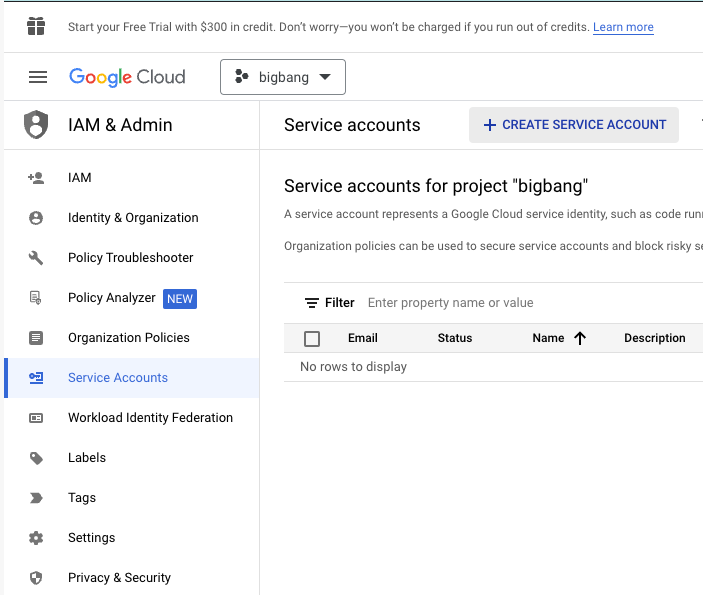 Start your Free Trial with $300 in credit. Don't worry—you won't be charged if you run out of credits. Learn more
Google Cloud
bigbang
IAM & Admin
Service accounts
CREATE SERVICE ACCOUNT
IAM
Identity & Organization
Policy Troubleshooter
Policy Analyzer NEW
Organization Policies
Service Accounts
Workload Identity Federation
Labels
Tags
Settings
Privacy & Security
Service accounts for project "bigbang"
A service account represents a Google Cloud service identity, such as code
Organization policies can be used to secure service accounts and block risky
Filter Enter property name or value
Email Status Name Description
No rows to display